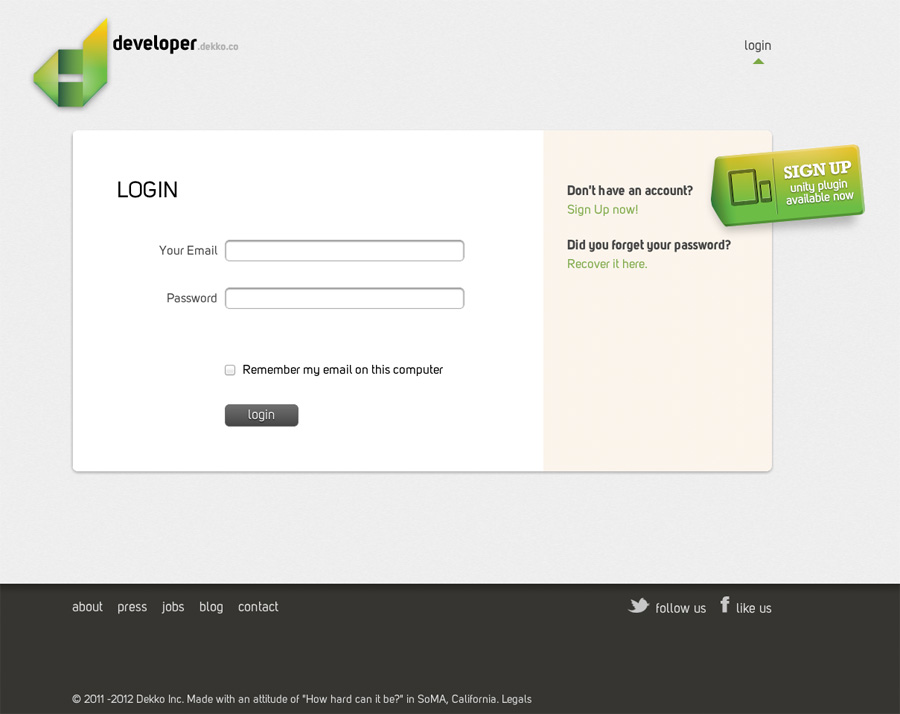 developer.dekko.co
login
LOGIN
Your Email
Password
Remember my email on this computer
login
Don't have an account?
Sign Up now!
Did you forget your password?
Recover it here.
SIGN UP
unity plugin
available now
about press jobs blog contact
follow us like us
© 2011 -2012 Dekko Inc. Made with an attitude of "How hard can it be?" in SoMA, California. Legals